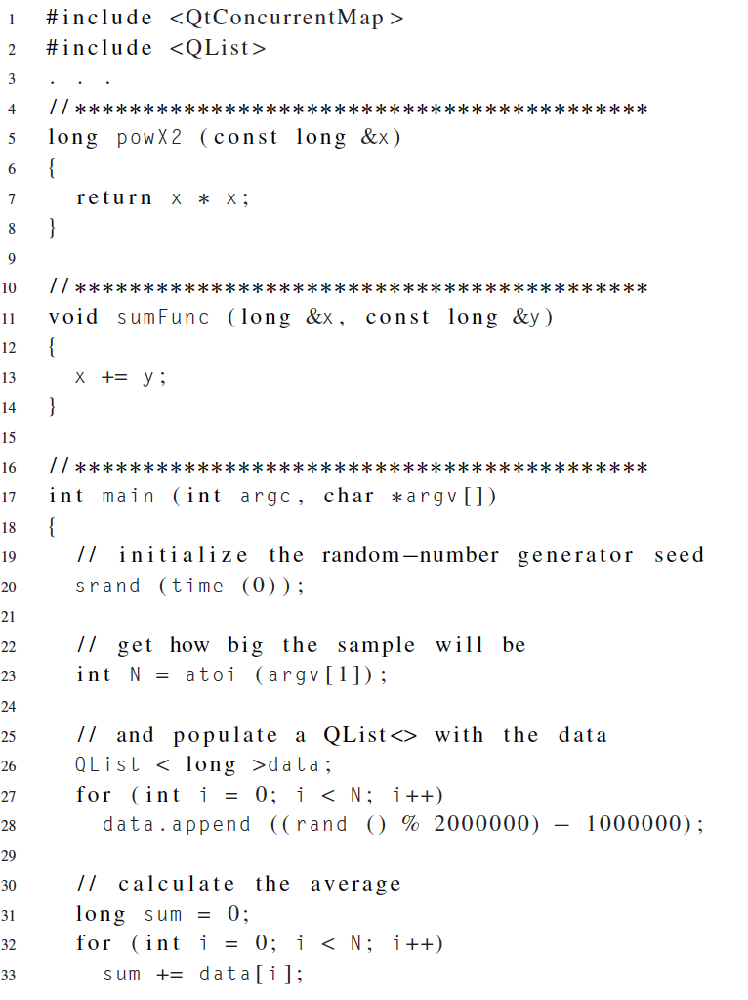 1 #include <QtConcurrentMap>
2 #include <QList>
3 . . .
4 //******************************************
5 long powX2 (const long &x)
6 {
7 return x * x;
8 }
9
10 //******************************************
11 void sumFunc (long &x, const long &y)
12 {
13 x += y;
14 }
15
16 //******************************************
17 int main (int argc, char *argv[])
18 {
19 // initialize the random−number generator seed
20 srand (time (0));
21
22 // get how big the sample will be
23 int N = atoi (argv[1]);
24
25 // and populate a QList<> with the data
26 QList < long >data;
27 for (int i = 0; i < N; i++)
28 data.append ((rand () % 2000000) − 1000000);
29
30 // calculate the average
31 long sum = 0;
32 for (int i = 0; i < N; i++)
33 sum += data[i];